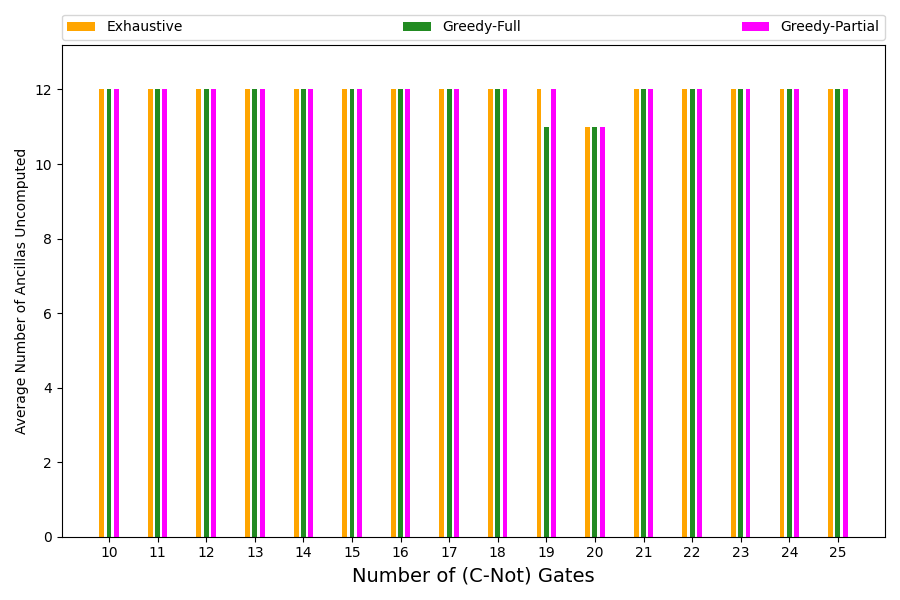 Exhaustive Greedy-Full Greedy-Partial
Average Number of Ancillas Uncomputed
12
10
8
6
4
2
0
10 11 12 13 14 15 16 17 18 19 20 21 22 23 24 25
Number of (C-Not) Gates